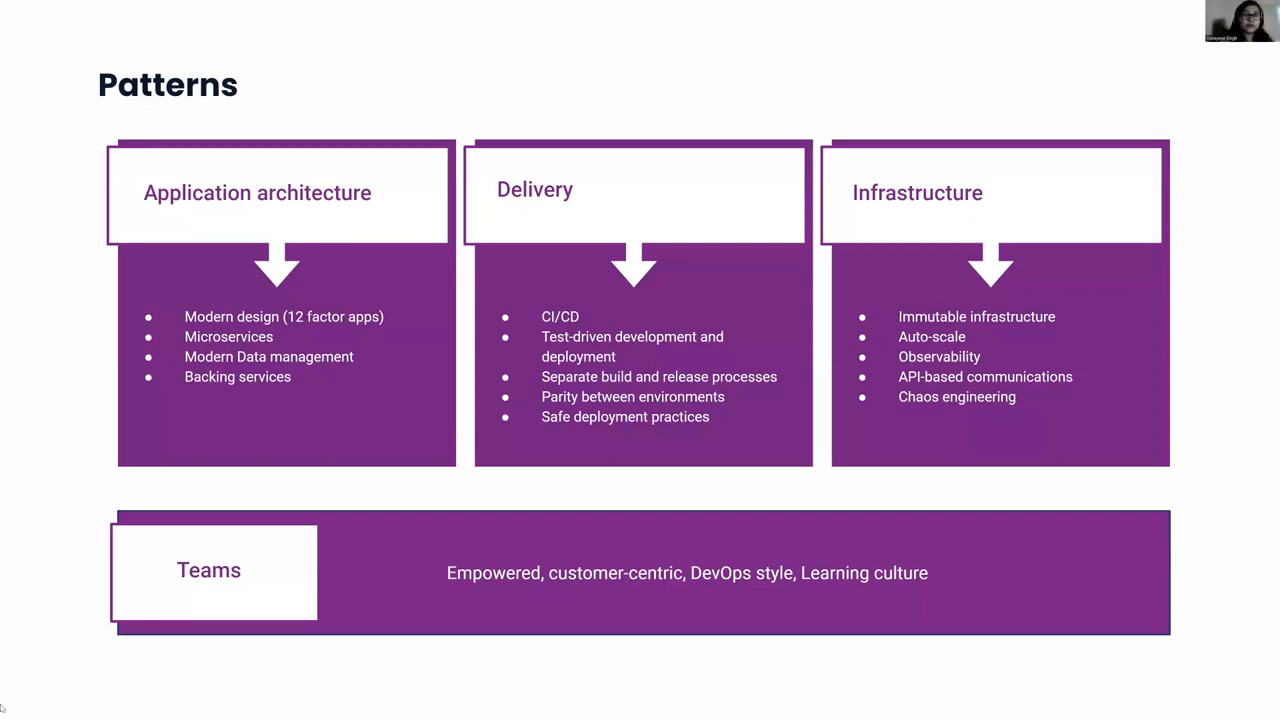 Patterns
Application architecture
Modern design (12 factor apps)
Microservices
Modern Data management
Backing services
Delivery
CI/CD
Test-driven development and
deployment
Separate build and release processes
Parity between environments
Safe deployment practices
Infrastructure
Immutable infrastructure
Auto-scale
Observability
API-based communications
Chaos engineering
Teams
Empowered, customer-centric, DevOps style, Learning culture